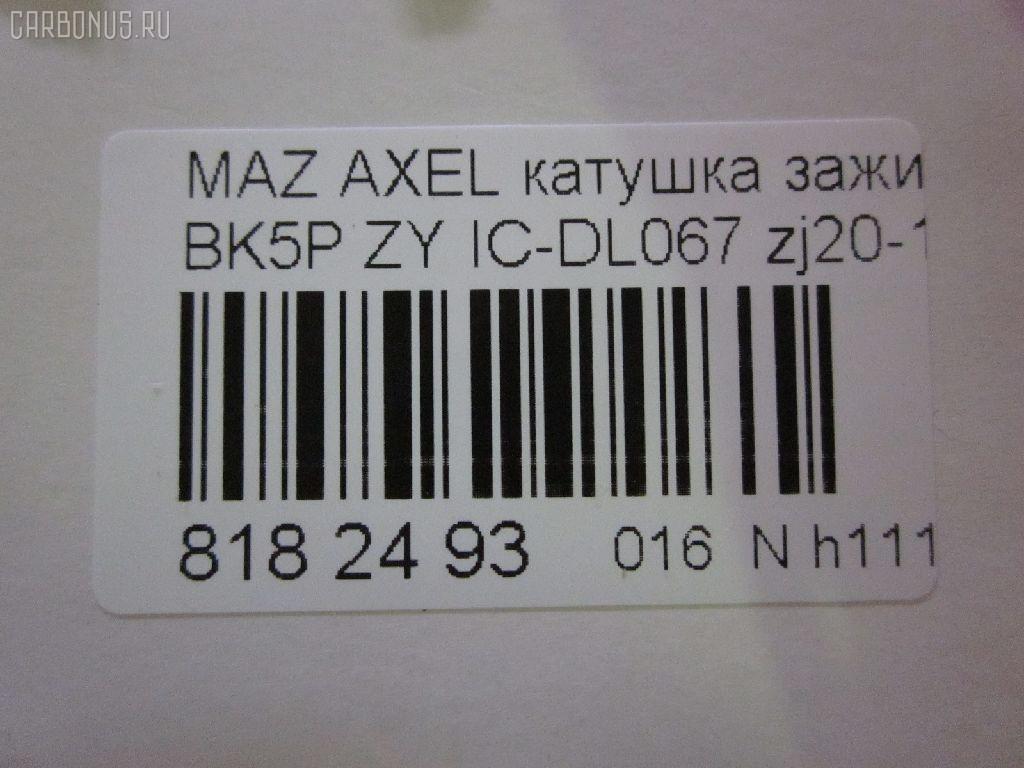 CARBONUS.RU
MAZ AXEL катушка зажи
BK5P ZY IC-DL067 zj20-1
818 24 93 016 N h111